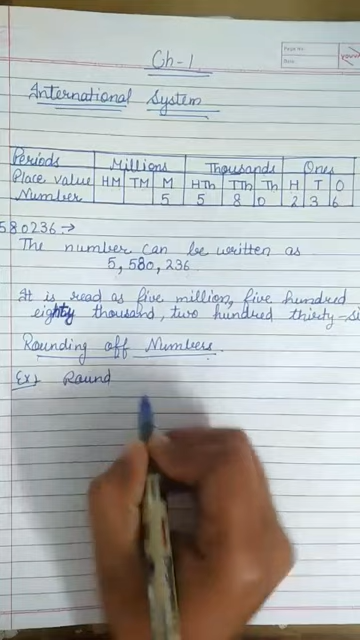 Ch-1
International System
Periods Millions Thousands Ones
Place value HM TM M HTh TTh Th H T O
Number 5 5 8 0 2 3 6
580236→
The number can be written as
5,580,236
It is read as five million, five hundred
eighty thousand, two hundred thirty-si
Rounding off Numbers
Ex) Round